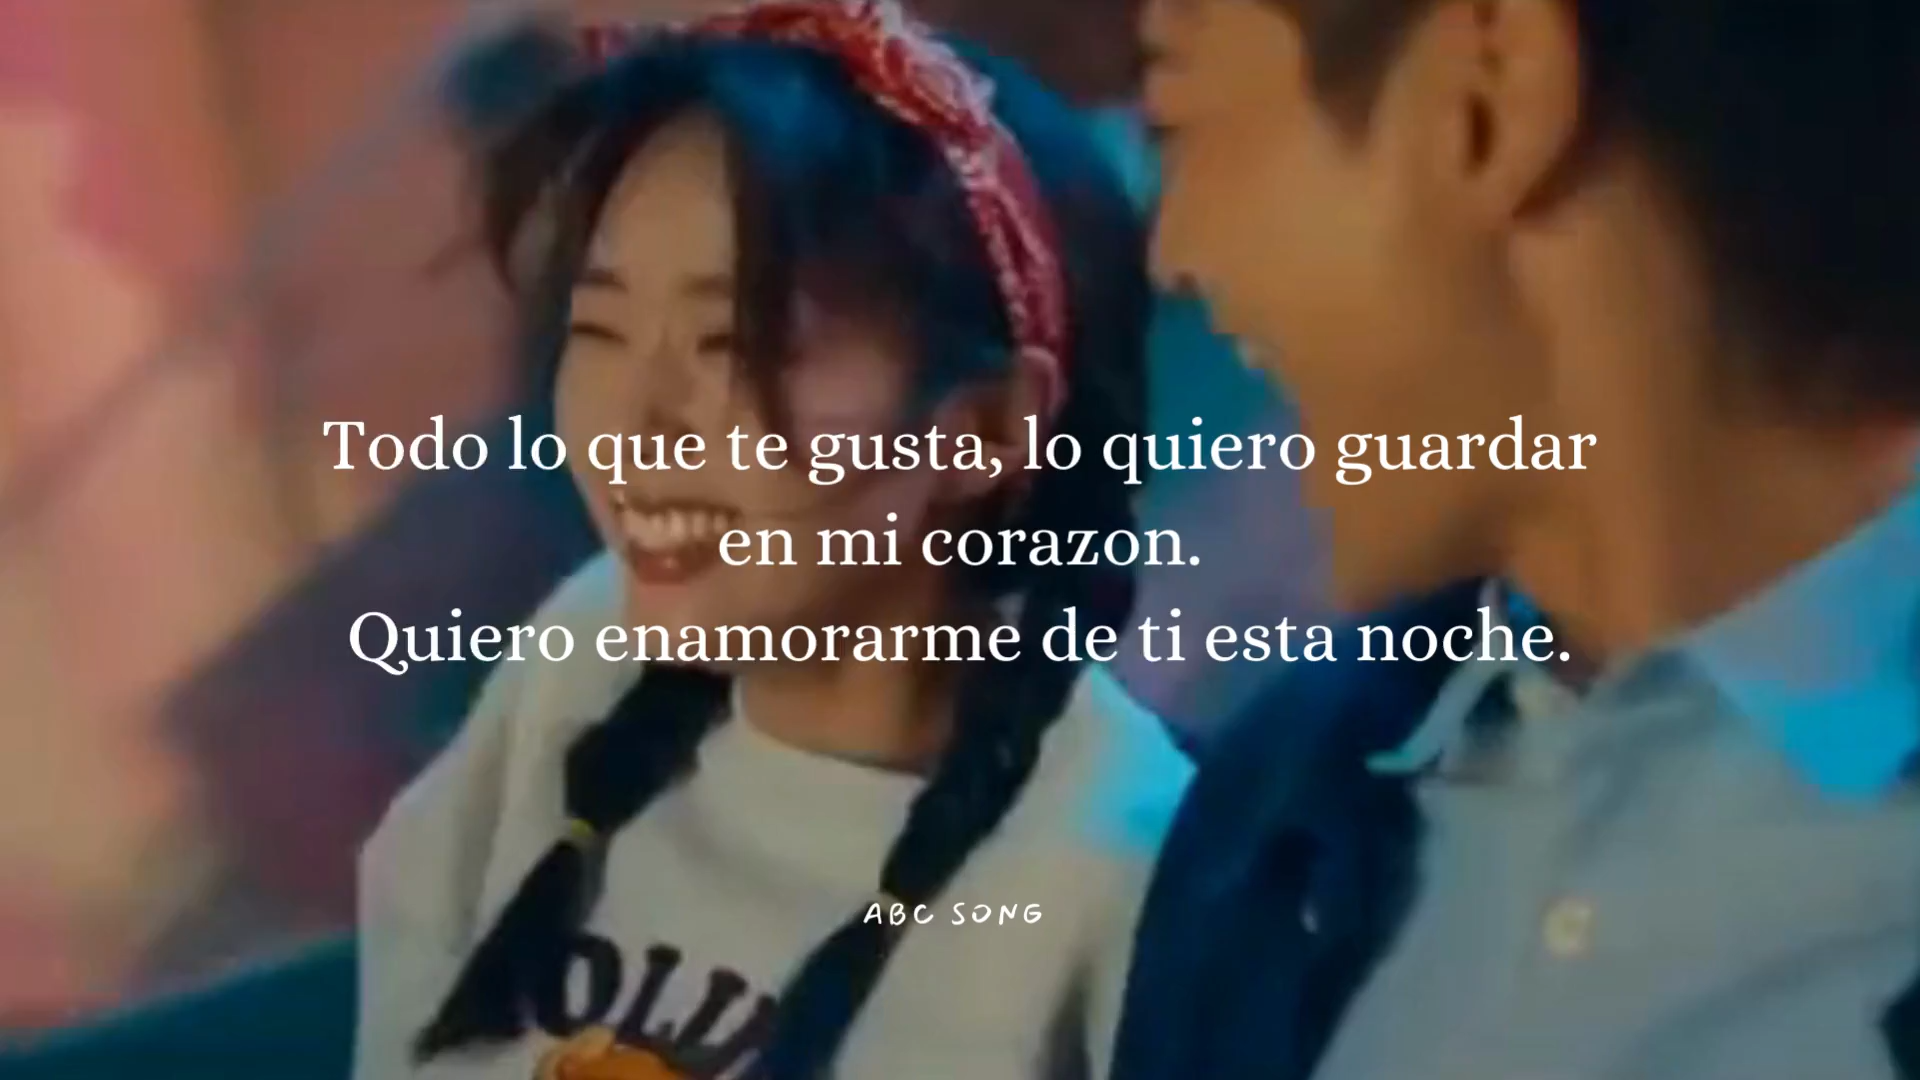 Todo lo que te gusta, lo quiero guardar
en mi corazon.
Quiero enamorarme de ti esta noche.
ABC SONG